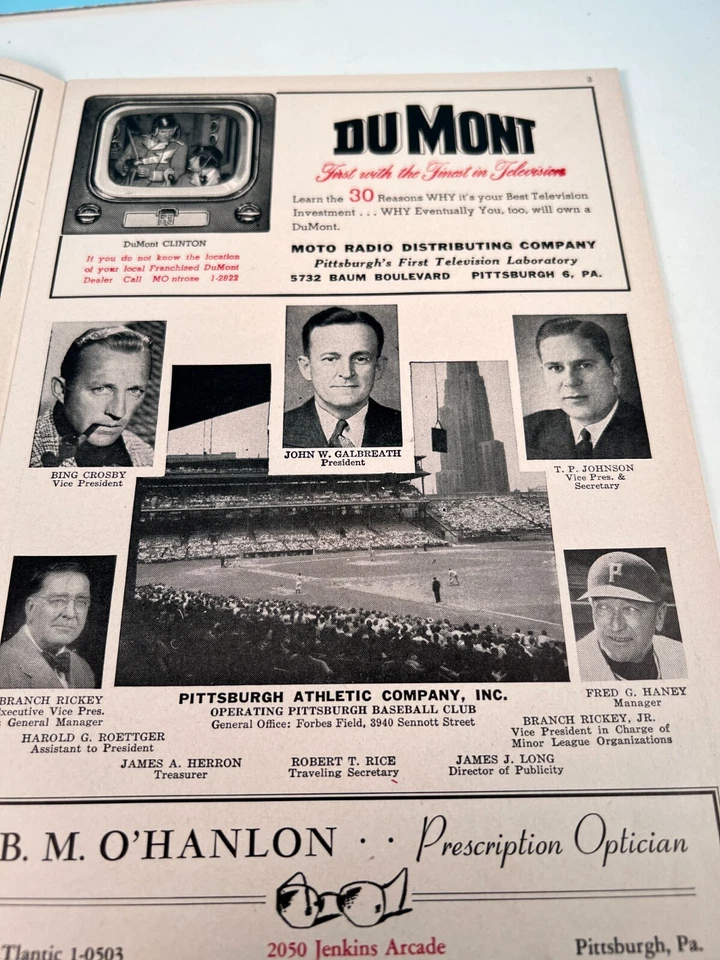 3
DUMONT
First with the Finest in Television
Learn the 30 Reasons WHY it's your Best Television
Investment . . . WHY Eventually You, too, will own a
DuMont.
MOTO RADIO DISTRIBUTING COMPANY
Pittsburgh's First Television Laboratory
5732 BAUM BOULEVARD PITTSBURGH 6, PA.
DuMont CLINTON
If you do not know the location
of your local Franchised DuMont
Dealer Call MO ntrose 1-2822
BING CROSBY
Vice President
JOHN W. GALBREATH
President
T. P. JOHNSON
Vice Pres. &
Secretary
P
BRANCH RICKEY
Executive Vice Pres.
General Manager
FRED G. HANEY
Manager
PITTSBURGH ATHLETIC COMPANY, INC.
OPERATING PITTSBURGH BASEBALL CLUB
General Office: Forbes Field, 3940 Sennott Street
HAROLD G. ROETTGER
Assistant to President
BRANCH RICKEY, JR.
Vice President in Charge of
Minor League Organizations
JAMES A. HERRON
Treasurer
ROBERT T. RICE
Traveling Secretary
JAMES J. LONG
Director of Publicity
B. M. O'HANLON · · Prescription Optician
Tlantic 1-0503
2050 Jenkins Arcade
Pittsburgh, Pa.